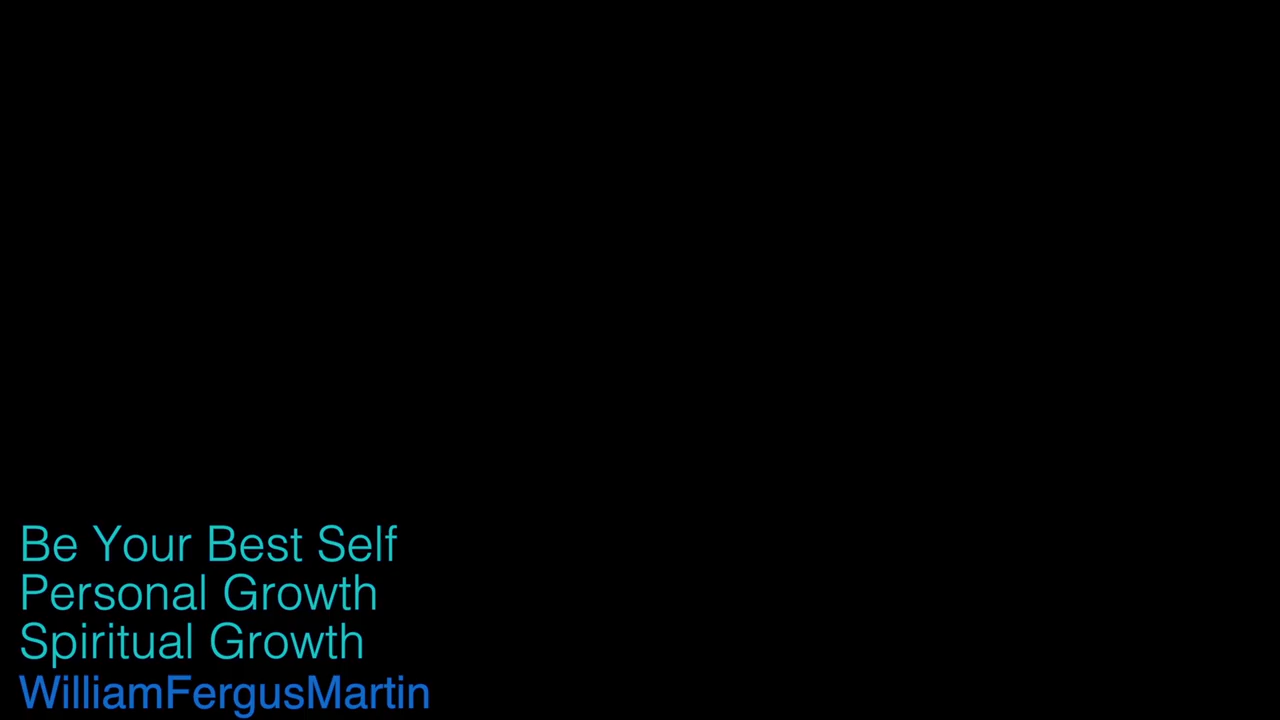 Be Your Best Self
Personal Growth
Spiritual Growth
WilliamFergusMartin